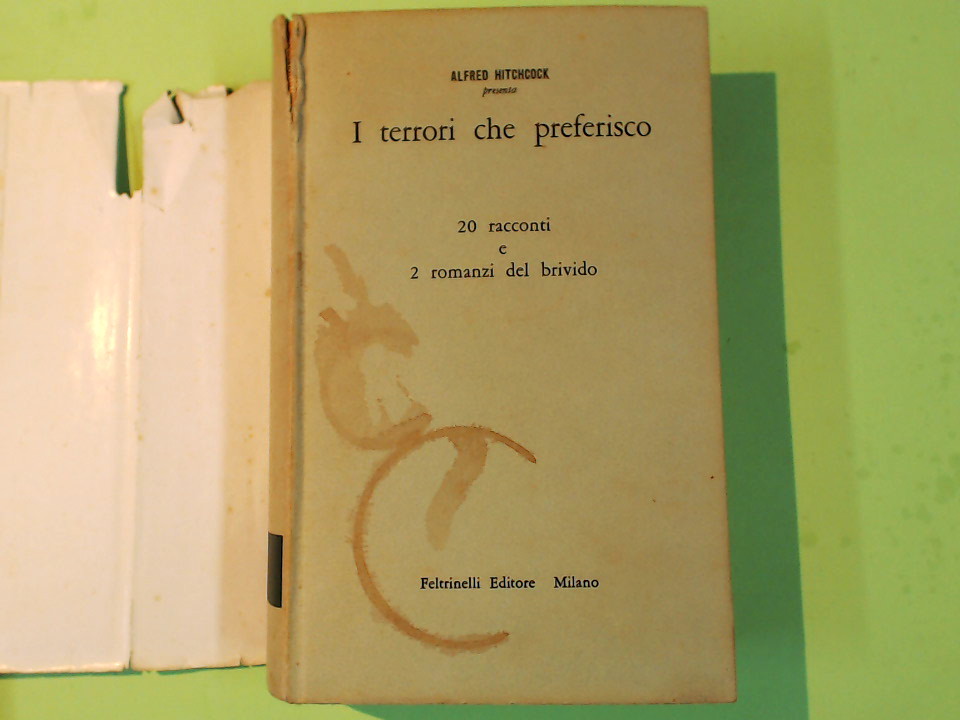 ALFRED HITCHCOCK
presenta
I terrori che preferisco
20 racconti
e
2 romanzi del brivido
Feltrinelli Editore Milano